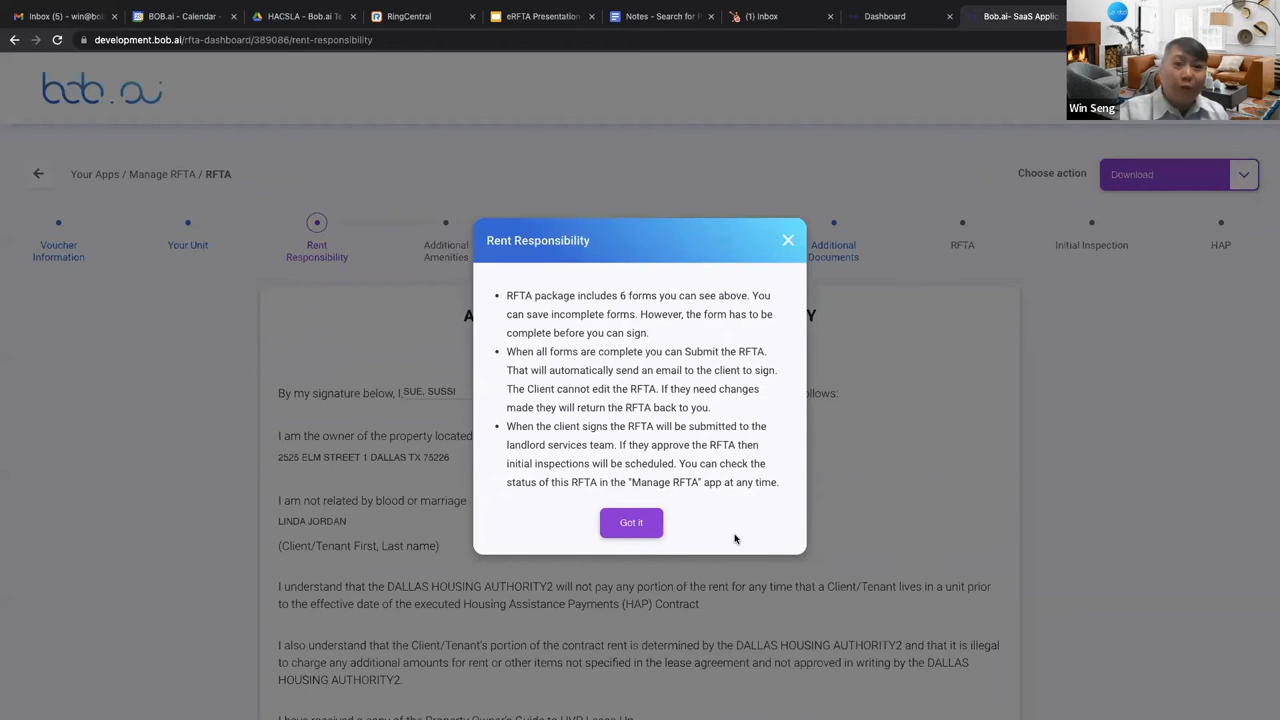 Inbox (5) - win@bob
BOB.ai - Calendar -
HACSLA - Bob.ai Te
RingCentral
eRFTA Presentation
Notes - Search for R
(1) Inbox
Dashboard
Bob.ai- SaaS Applic
development.bob.ai/rfta-dashboard/389086/rent-responsibility
Win Seng
bob.ai
Your Apps / Manage RFTA / RFTA
Choose action
Download
Voucher
Information
Your Unit
Rent
Responsibility
Additional
Amenities
Additional
Documents
RFTA
Initial Inspection
HAP
Rent Responsibility
• RFTA package includes 6 forms you can see above. You
can save incomplete forms. However, the form has to be
complete before you can sign.
• When all forms are complete you can Submit the RFTA.
That will automatically send an email to the client to sign.
The Client cannot edit the RFTA. If they need changes
made they will return the RFTA back to you.
• When the client signs the RFTA will be submitted to the
landlord services team. If they approve the RFTA then
initial inspections will be scheduled. You can check the
status of this RFTA in the "Manage RFTA" app at any time.
Got it
A
Y
By my signature below, I, SUE, SUSSI
ollows:
I am the owner of the property located
2525 ELM STREET 1 DALLAS TX 75226
I am not related by blood or marriage
LINDA JORDAN
(Client/Tenant First, Last name)
I understand that the DALLAS HOUSING AUTHORITY2 will not pay any portion of the rent for any time that a Client/Tenant lives in a unit prior
to the effective date of the executed Housing Assistance Payments (HAP) Contract
I also understand that the Client/Tenant's portion of the contract rent is determined by the DALLAS HOUSING AUTHORITY2 and that it is illegal
to charge any additional amounts for rent or other items not specified in the lease agreement and not approved in writing by the DALLAS
HOUSING AUTHORITY2.
I have received a copy of the Property Owner's Guide to HVP Lease Up